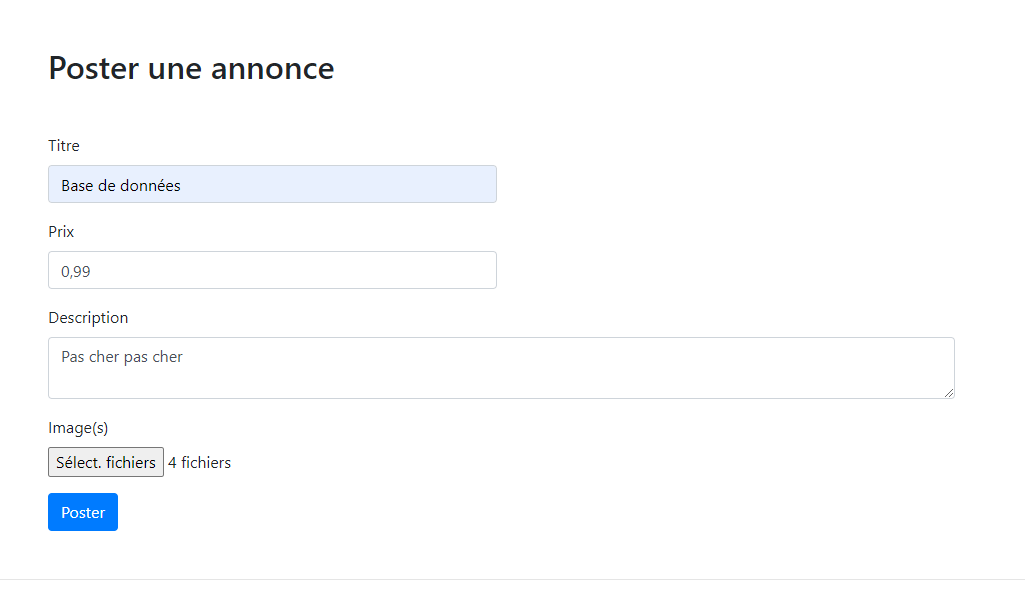 Poster une annonce
Titre
Base de données
Prix
0,99
Description
Pas cher pas cher
Image(s)
Sélect. fichiers 4 fichiers
Poster